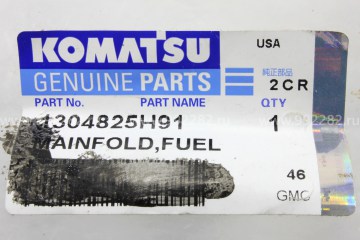 KOMATSU
USA
GENUINE PARTS
純正部品
2CR
PART No.
PART NAME
QTY
1304825H91
1
MAINFOLD,FUEL
46
GMO